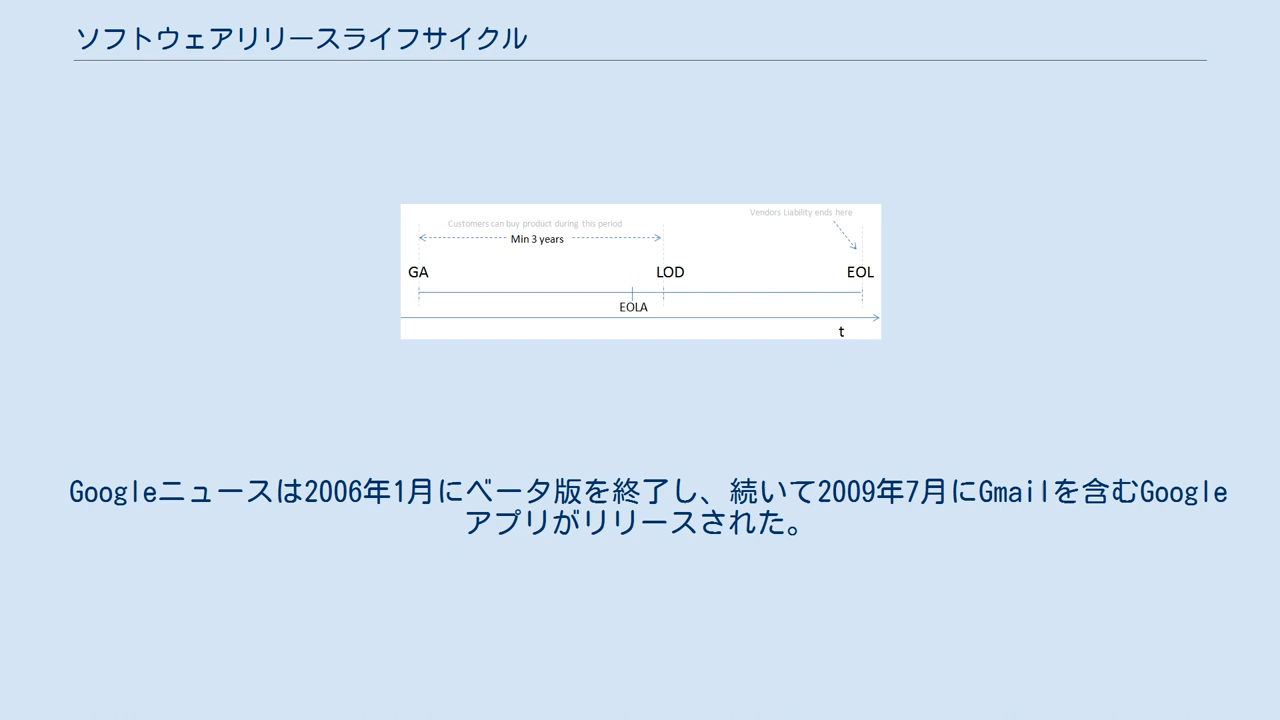 ソフトウェアリリースライフサイクル
Vendors Liability ends here
Customers can buy product during this period
Min 3 years
GA
LOD
EOL
EOLA
t
Googleニュースは2006年1月にベータ版を終了し、続いて2009年7月にGmailを含むGoogle
アプリがリリースされた。